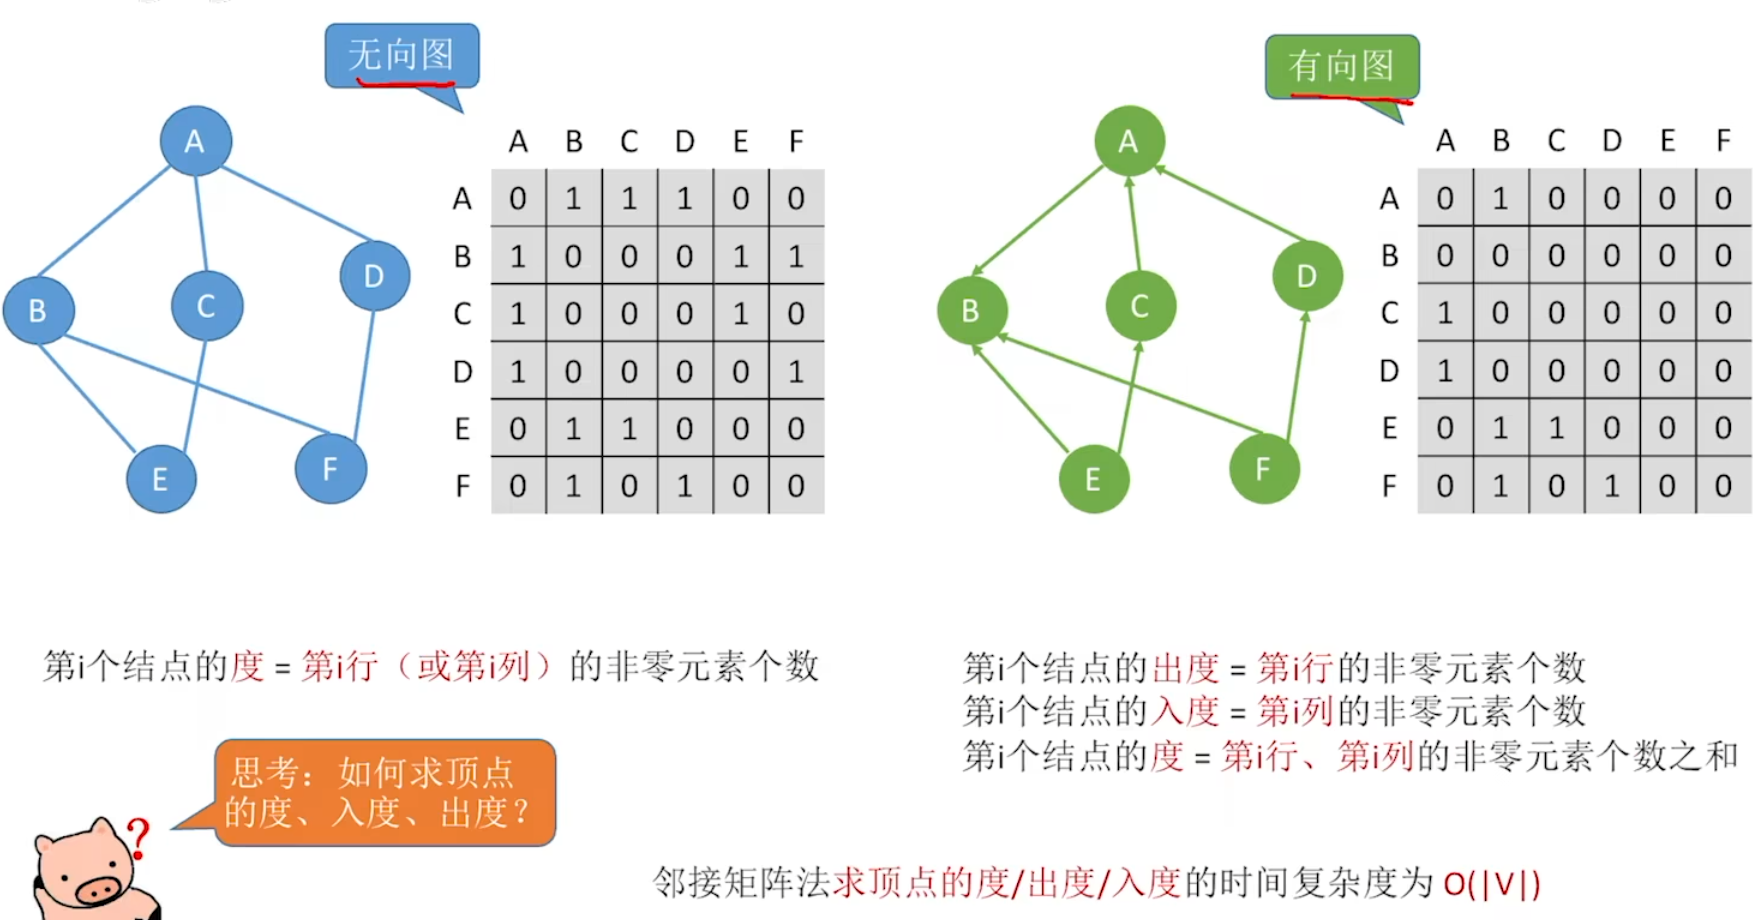 无向图
A
B
C
D
E
F
A B C D E F
A 0 1 1 1 0 0
B 1 0 0 0 1 1
C 1 0 0 0 1 0
D 1 0 0 0 0 1
E 0 1 1 0 0 0
F 0 1 0 1 0 0
有向图
A
B
C
D
E
F
A B C D E F
A 0 1 0 0 0 0
B 0 0 0 0 0 0
C 1 0 0 0 0 0
D 1 0 0 0 0 0
E 0 1 1 0 0 0
F 0 1 0 1 0 0
第i个结点的度 = 第i行（或第i列）的非零元素个数
第i个结点的出度 = 第i行的非零元素个数
第i个结点的入度 = 第i列的非零元素个数
第i个结点的度 = 第i行、第i列的非零元素个数之和
思考：如何求顶点
的度、入度、出度？
?
邻接矩阵法求顶点的度/出度/入度的时间复杂度为 O(|V|)